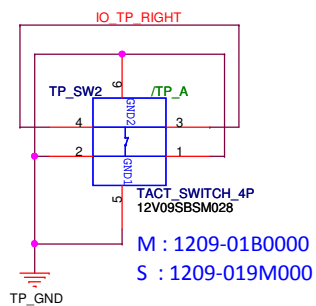 IO_TP_RIGHT
TP_SW2
/TP_A
6
GND2
4
3
2
1
GND1
5
TACT_SWITCH_4P
12V09SBSM028
M : 1209-01B0000
S : 1209-019M000
TP_GND